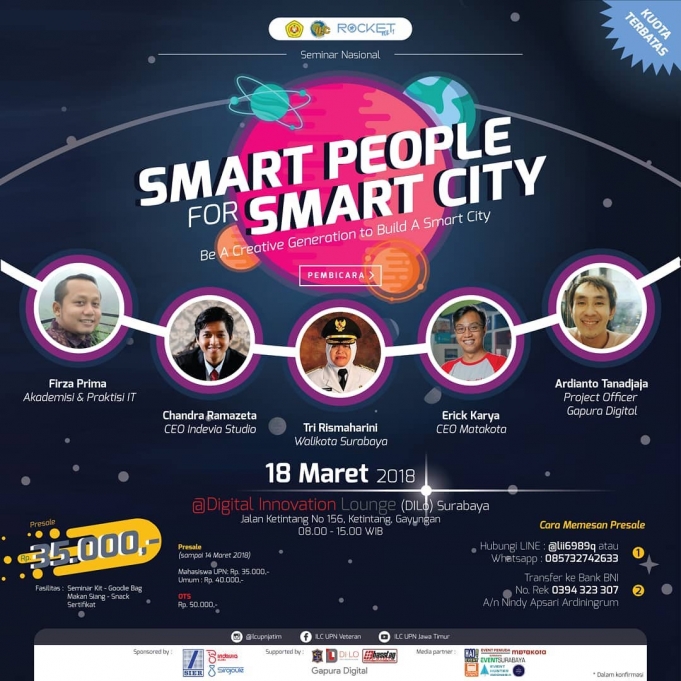 ROCKET
KUOTA
TERBATAS
Seminar Nasional
SMART PEOPLE
FOR SMART CITY
Be A Creative Generation to Build A Smart City
PEMBICARA >
Firza Prima
Akademisi & Praktisi IT
Chandra Ramazeta
CEO Indevia Studio
Tri Rismaharini
Walikota Surabaya
Erick Karya
CEO Matakota
Ardianto Tanadjaja
Project Officer
Gapura Digital
18 Maret 2018
@Digital Innovation Lounge (DILo) Surabaya
Jalan Ketintang No 156, Ketintang, Gayungan
08.00 - 15.00 WIB
Presale
Rp. 35.000,-
Fasilitas : Seminar Kit - Goodie Bag
Makan Siang - Snack
Sertifikat
Presale
(sampai 14 Maret 2018)
Mahasiswa UPN: Rp. 35.000,-
Umum : Rp. 40.000,-
OTS
Rp. 50.000,-
Cara Memesan Presale
Hubungi LINE : @lii6989q atau
Whatsapp : 085732742633
1
Transfer ke Bank BNI
No. Rek 0394 323 307
A/n Nindy Apsari Ardiningrum
2
@ilcupnjatim
ILC UPN Veteran
ILC UPN Jawa Timur
Sponsored by :
SIER
indevia
Supported by :
DILO
Gapura Digital
Media partner :
EVENTSURABAYA
matakota
* Dalam konfirmasi